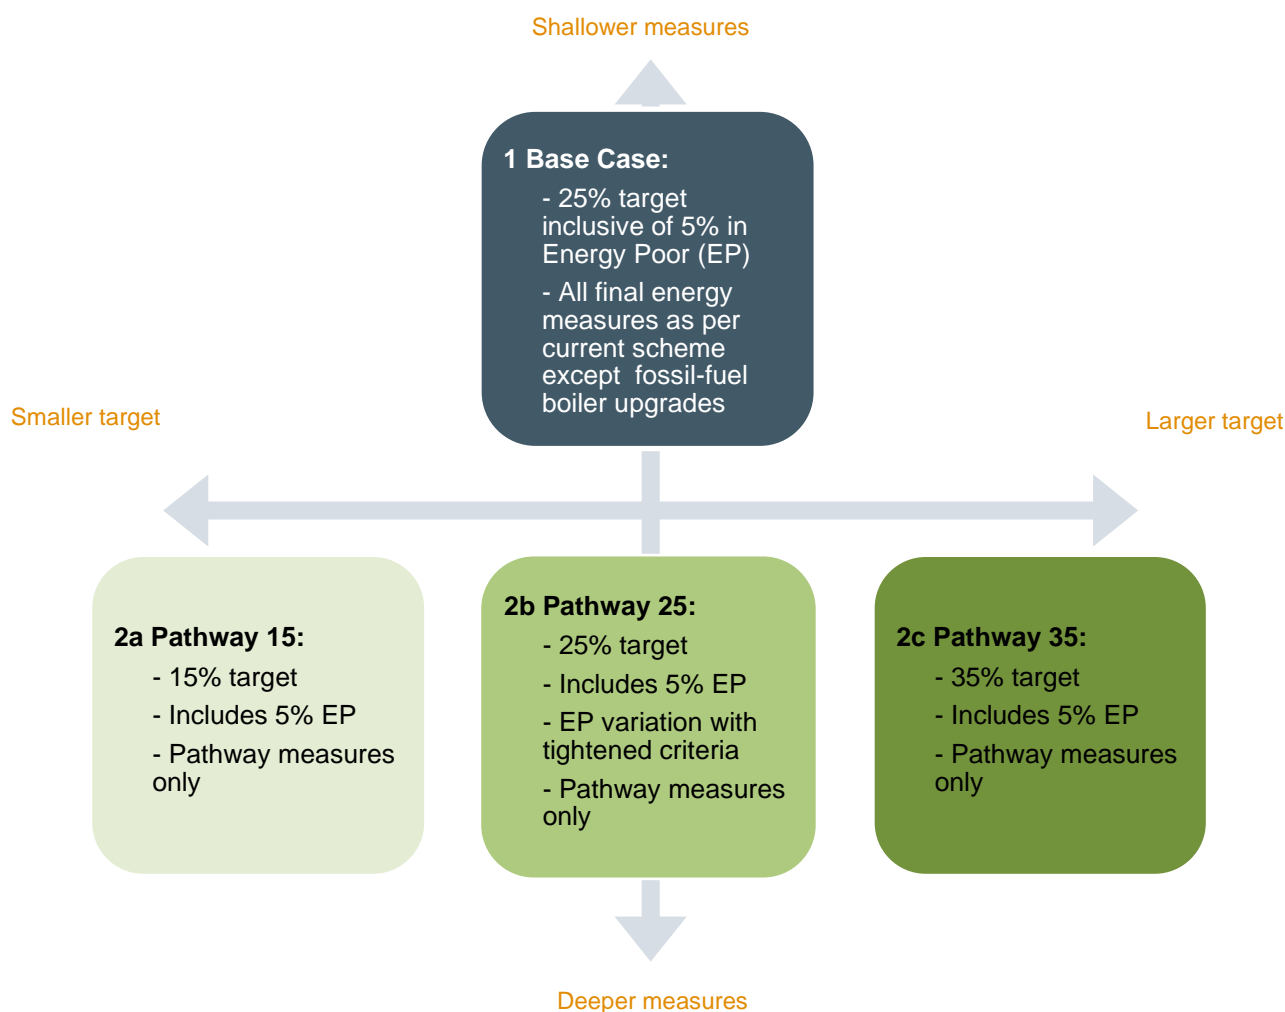 Shallower measures
1 Base Case:
- 25% target
inclusive of 5% in
Energy Poor (EP)
- All final energy
measures as per
current scheme
except  fossil-fuel
boiler upgrades
Smaller target
Larger target
2a Pathway 15:
- 15% target
- Includes 5% EP
- Pathway measures
only
2b Pathway 25:
- 25% target
- Includes 5% EP
- EP variation with
tightened criteria
- Pathway measures
only
2c Pathway 35:
- 35% target
- Includes 5% EP
- Pathway measures
only
Deeper measures